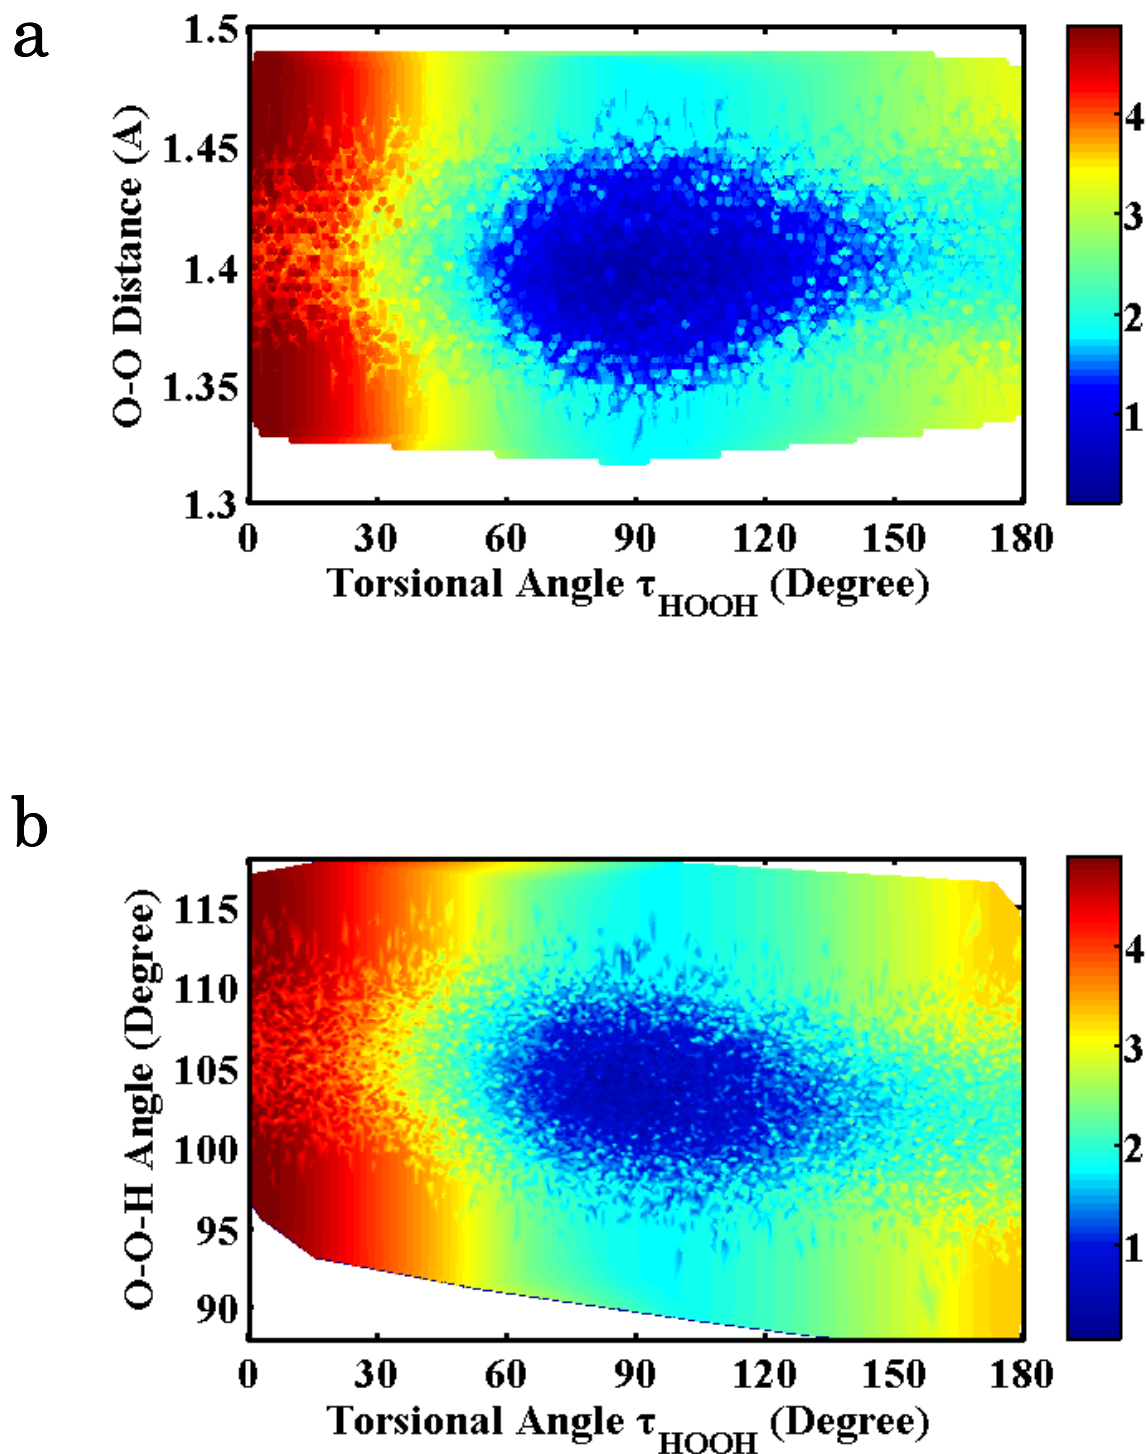 a
O-O Distance (A)
1.5
1.45
1.4
1.35
1.3
0 30 60 90 120 150 180
Torsional Angle τHOOH (Degree)
4
3
2
1
b
O-O-H Angle (Degree)
115
110
105
100
95
90
0 30 60 90 120 150 180
Torsional Angle τHOOH (Degree)
4
3
2
1